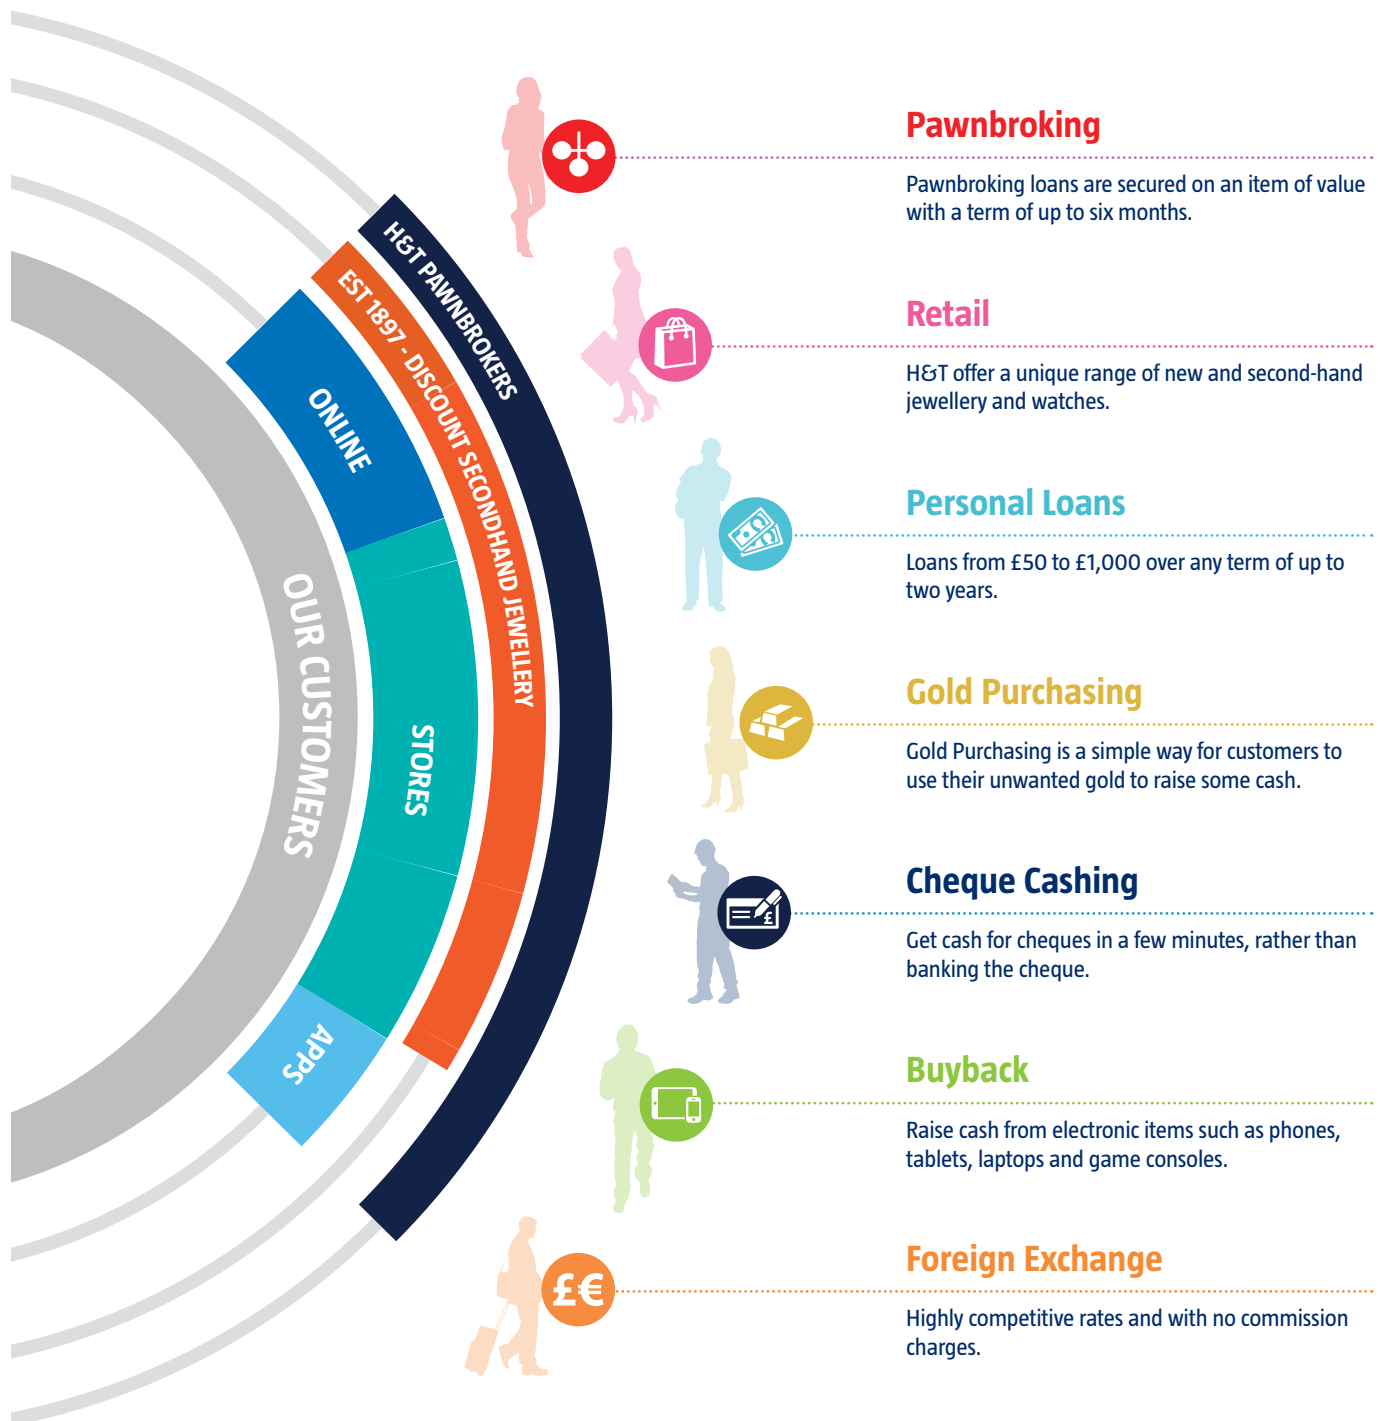 OUR CUSTOMERS
ONLINE
STORES
APPS
EST 1897 - DISCOUNT SECONDHAND JEWELLERY
H&T PAWNBROKERS
Pawnbroking
Pawnbroking loans are secured on an item of value
with a term of up to six months.
Retail
H&T offer a unique range of new and second-hand
jewellery and watches.
Personal Loans
Loans from £50 to £1,000 over any term of up to
two years.
Gold Purchasing
Gold Purchasing is a simple way for customers to
use their unwanted gold to raise some cash.
£
Cheque Cashing
Get cash for cheques in a few minutes, rather than
banking the cheque.
Buyback
Raise cash from electronic items such as phones,
tablets, laptops and game consoles.
£€
Foreign Exchange
Highly competitive rates and with no commission
charges.